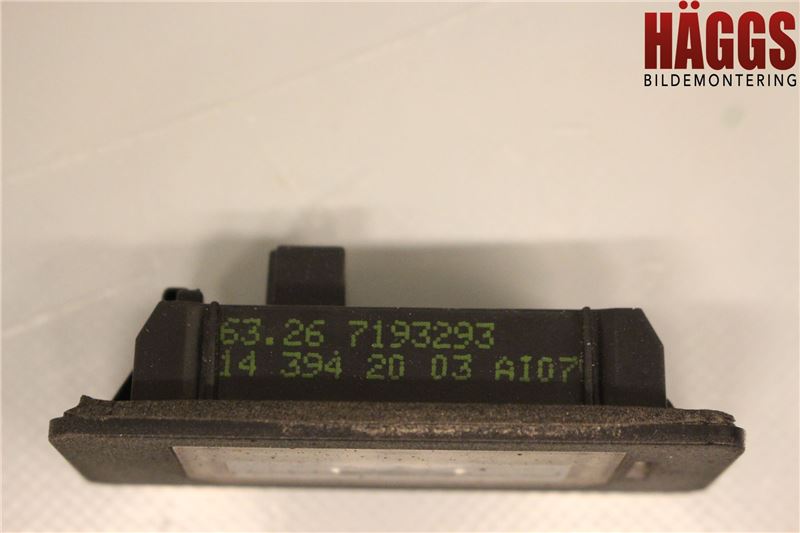 HÄGGS
BILDEMONTERING
63.26 7193293
14 394 20 03 AI07